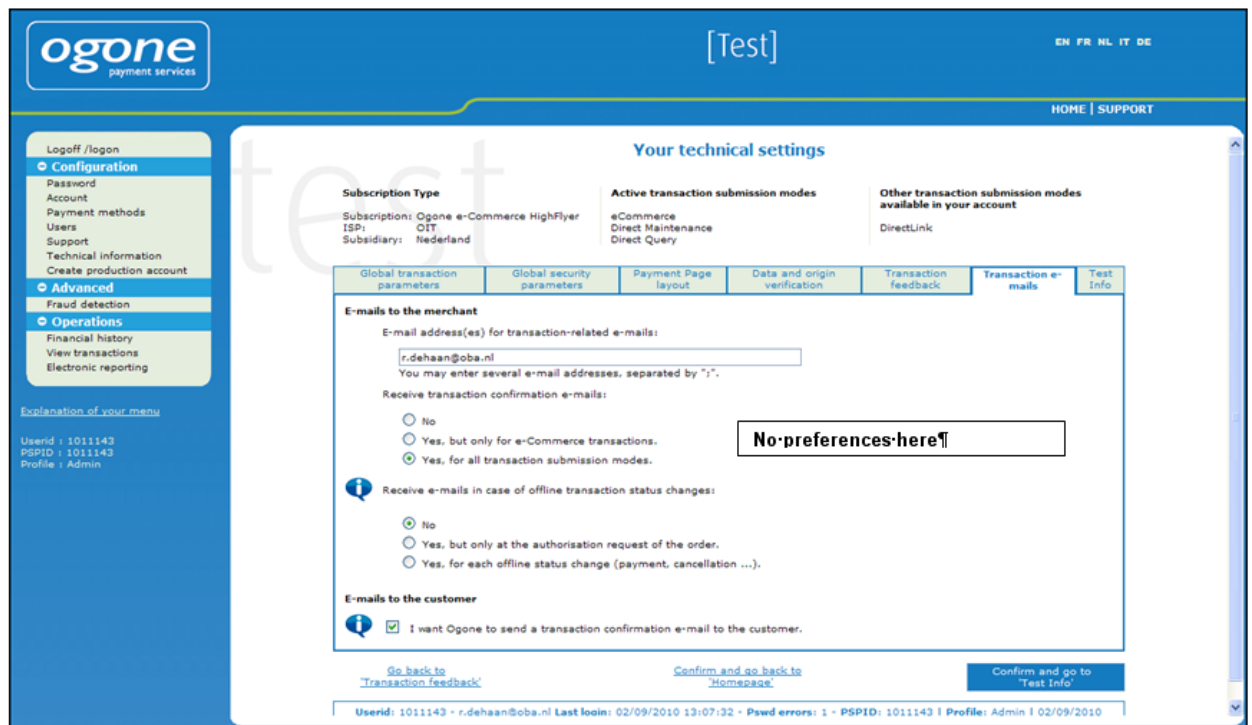 ogone
payment services
[Test]
EN FR NL IT DE
HOME | SUPPORT
Logoff /logon
Configuration
Password
Account
Payment methods
Users
Support
Technical information
Create production account
Advanced
Fraud detection
Operations
Financial history
View transactions
Electronic reporting
Explanation of your menu
Userid : 1011143
PSPID : 1011143
Profile : Admin
test
Your technical settings
Subscription Type
Subscription: Ogone e-Commerce HighFlyer
ISP: OIT
Subsidiary: Nederland
Active transaction submission modes
eCommerce
Direct Maintenance
Direct Query
Other transaction submission modes
available in your account
DirectLink
Global transaction
parameters
Global security
parameters
Payment Page
layout
Data and origin
verification
Transaction
feedback
Transaction e-
mails
Test
Info
E-mails to the merchant
E-mail address(es) for transaction-related e-mails:
r.dehaan@oba.nl
You may enter several e-mail addresses, separated by ";".
Receive transaction confirmation e-mails:
No
Yes, but only for e-Commerce transactions.
Yes, for all transaction submission modes.
No·preferences·here¶
Receive e-mails in case of offline transaction status changes:
No
Yes, but only at the authorisation request of the order.
Yes, for each offline status change (payment, cancellation ...).
E-mails to the customer
I want Ogone to send a transaction confirmation e-mail to the customer.
Go back to
'Transaction feedback'
Confirm and go back to
'Homepage'
Confirm and go to
'Test Info'
Userid: 1011143 - r.dehaan@oba.nl Last login: 02/09/2010 13:07:32 - Pswd errors: 1 - PSPID: 1011143 l Profile: Admin l 02/09/2010